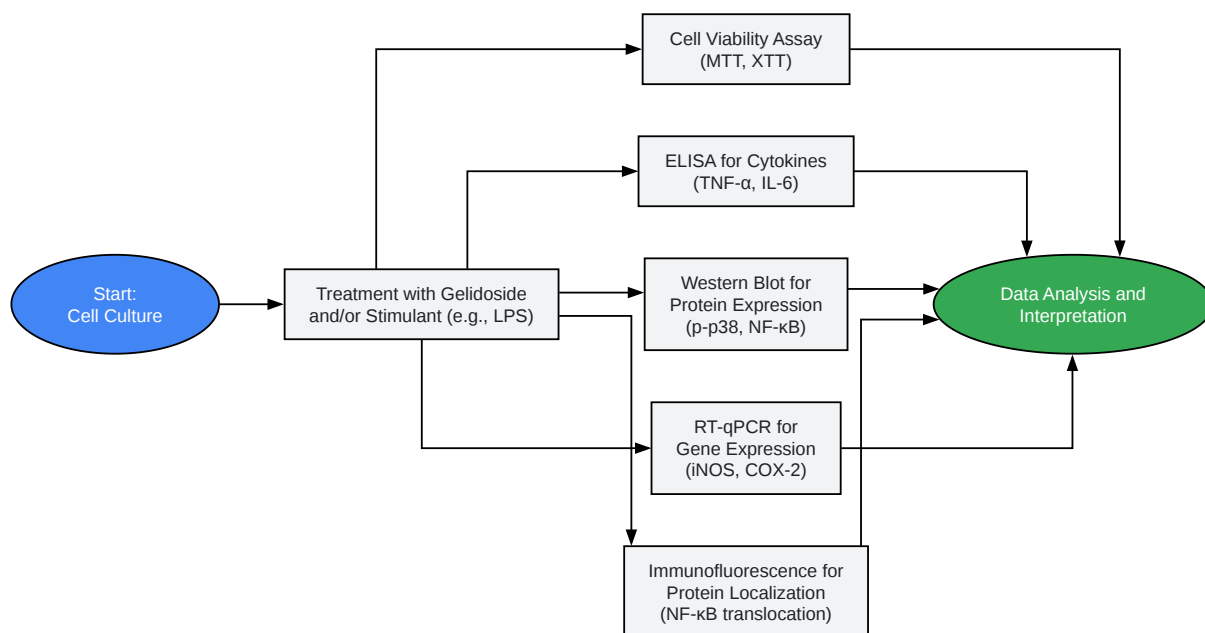 Start:
Cell Culture
Treatment with Gelidoside
and/or Stimulant (e.g., LPS)
Cell Viability Assay
(MTT, XTT)
ELISA for Cytokines
(TNF-α, IL-6)
Western Blot for
Protein Expression
(p-p38, NF-κB)
RT-qPCR for
Gene Expression
(iNOS, COX-2)
Immunofluorescence for
Protein Localization
(NF-κB translocation)
Data Analysis and
Interpretation